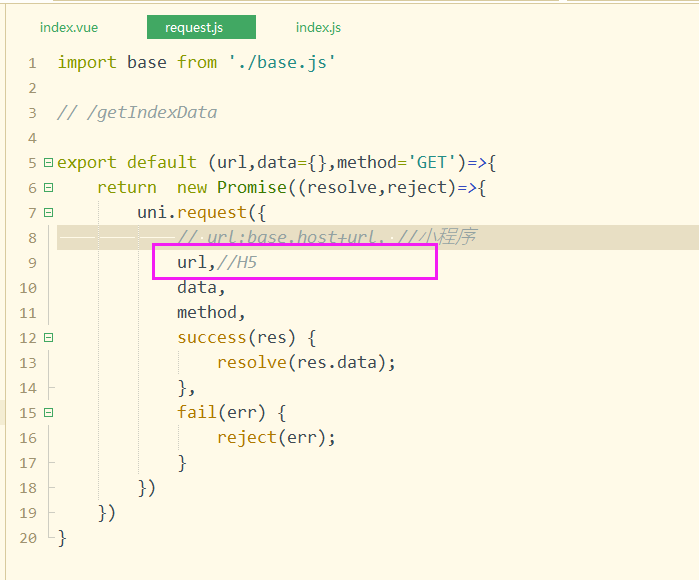 index.vue request.js index.js
1 import base from './base.js'
2
3 // /getIndexData
4
5 export default (url,data={},method='GET')=>{
6 return new Promise((resolve,reject)=>{
7 uni.request({
8 // url:base.host+url, //小程序
9 url,//H5
10 data,
11 method,
12 success(res) {
13 resolve(res.data);
14 },
15 fail(err) {
16 reject(err);
17 }
18 })
19 })
20 }